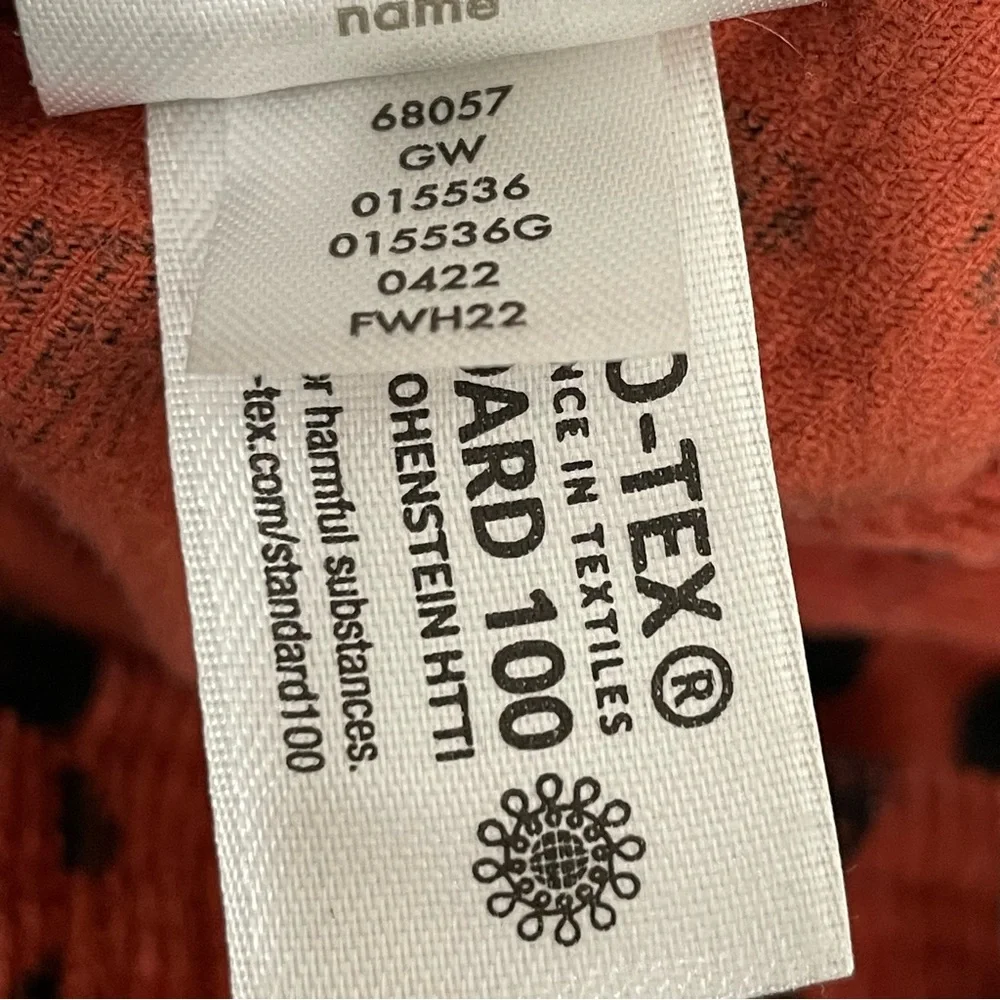 name
68057
GW
015536
015536G
0422
FWH22
O-TEX®
NCE IN TEXTILES
ARD 100
OHENSTEIN HTTI
r harmful substances.
-tex.com/standard100